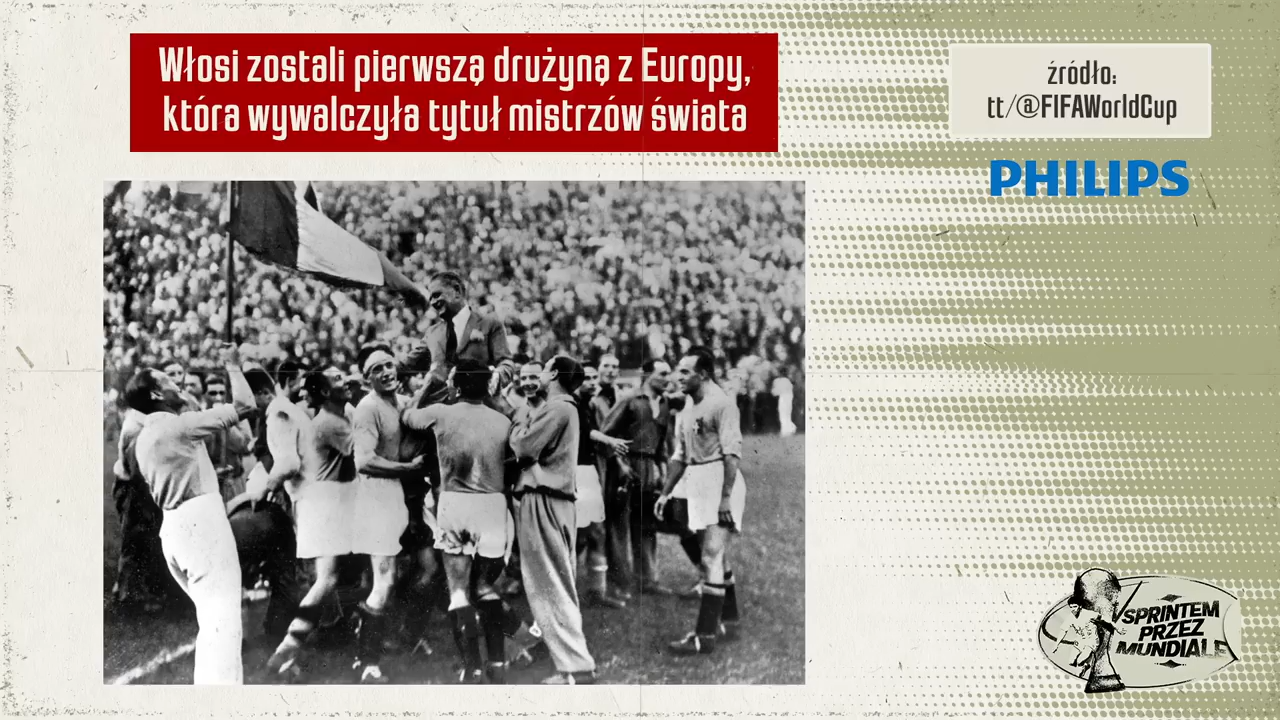 Włosi zostali pierwszą drużyną z Europy,
która wywalczyła tytuł mistrzów świata
źródło:
tt/@FIFAWorldCup
PHILIPS
SPRINTEM
PRZEZ
MUNDIALE